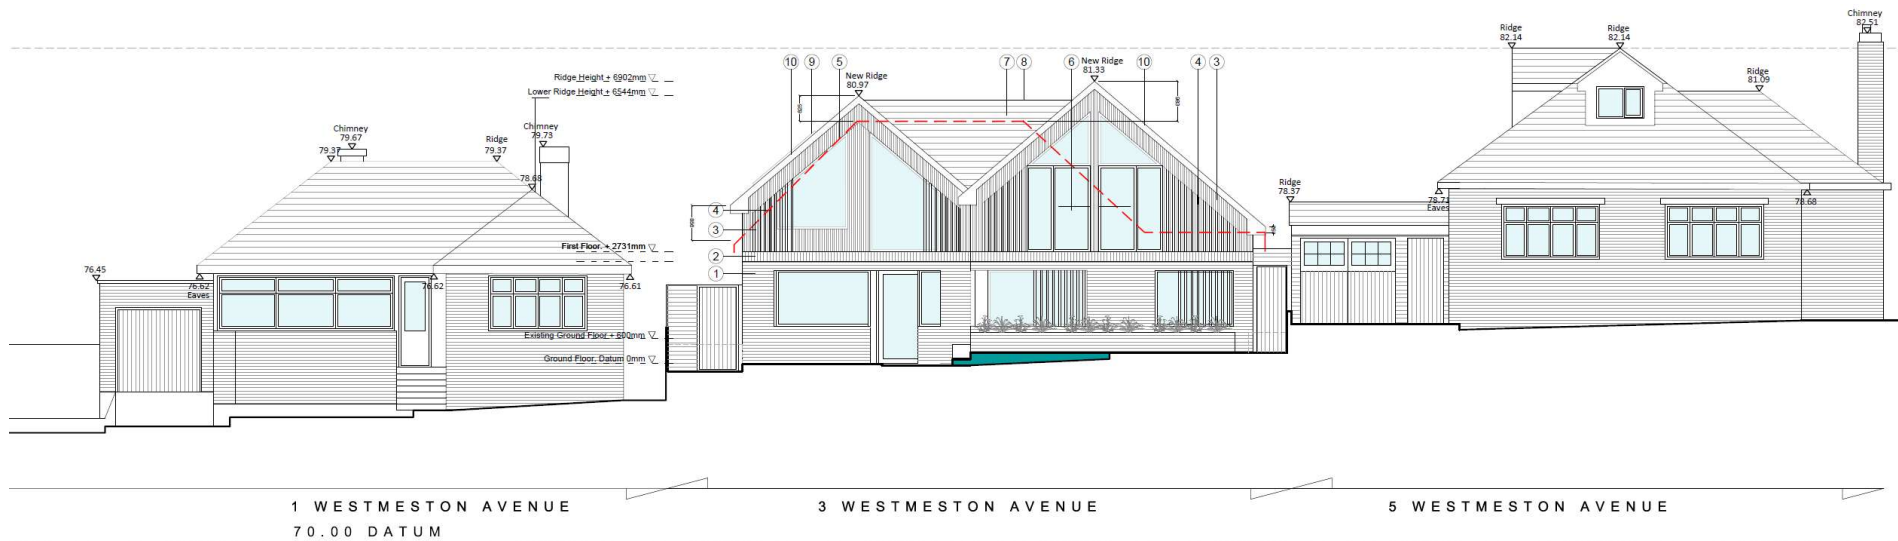 Chimney
82.51
Ridge
82.14
Ridge
82.14
Ridge
81.09
10
9
5
7
8
6
10
4
3
New Ridge
80.97
New Ridge
81.33
Ridge Height + 6902mm
Lower Ridge Height + 6544mm
Chimney
79.67
79.37
Ridge
79.37
Chimney
79.73
78.68
Ridge
78.37
78.71
Eaves
78.68
4
3
2
1
First Floor, + 2731mm
76.45
76.62
Eaves
76.62
76.61
Existing Ground Floor + 600mm
Ground Floor, Datum 0mm
1 WESTMESTON AVENUE
3 WESTMESTON AVENUE
5 WESTMESTON AVENUE
70.00 DATUM